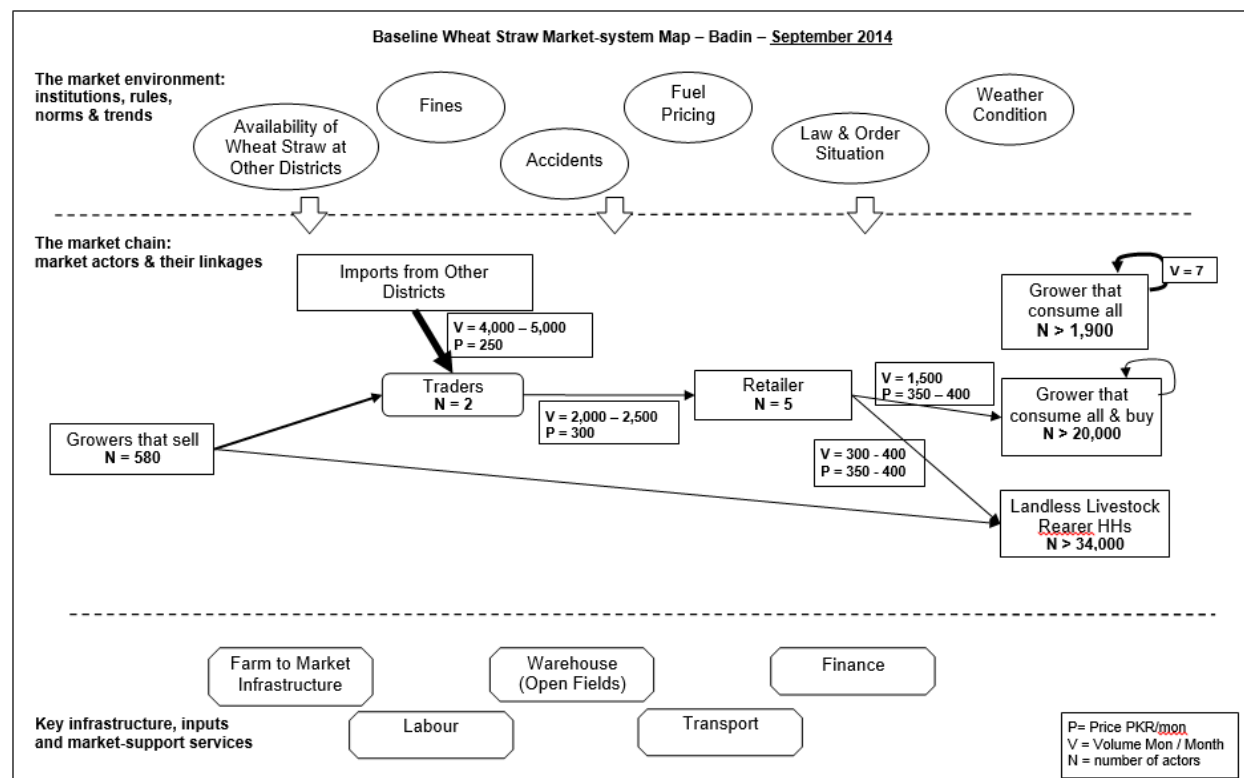 Baseline Wheat Straw Market-system Map – Badin – September 2014
The market environment:
institutions, rules,
norms & trends
Availability of
Wheat Straw at
Other Districts
Fines
Accidents
Fuel
Pricing
Law & Order
Situation
Weather
Condition
The market chain:
market actors & their linkages
Imports from Other
Districts
V = 4,000 – 5,000
P = 250
Growers that sell
N = 580
Traders
N = 2
V = 2,000 – 2,500
P = 300
Retailer
N = 5
V = 1,500
P = 350 – 400
V = 300 - 400
P = 350 - 400
Grower that
consume all
N > 1,900
V = 7
Grower that
consume all & buy
N > 20,000
Landless Livestock
Rearer HHs
N > 34,000
Farm to Market
Infrastructure
Labour
Warehouse
(Open Fields)
Transport
Finance
Key infrastructure, inputs
and market-support services
P= Price PKR/mon
V = Volume Mon / Month
N = number of actors